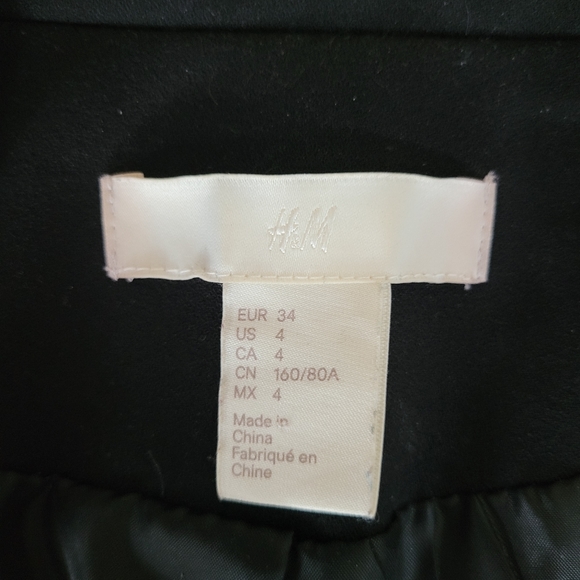 H&M
EUR 34
US 4
CA 4
CN 160/80A
MX 4
Made in
China
Fabriqué en
Chine